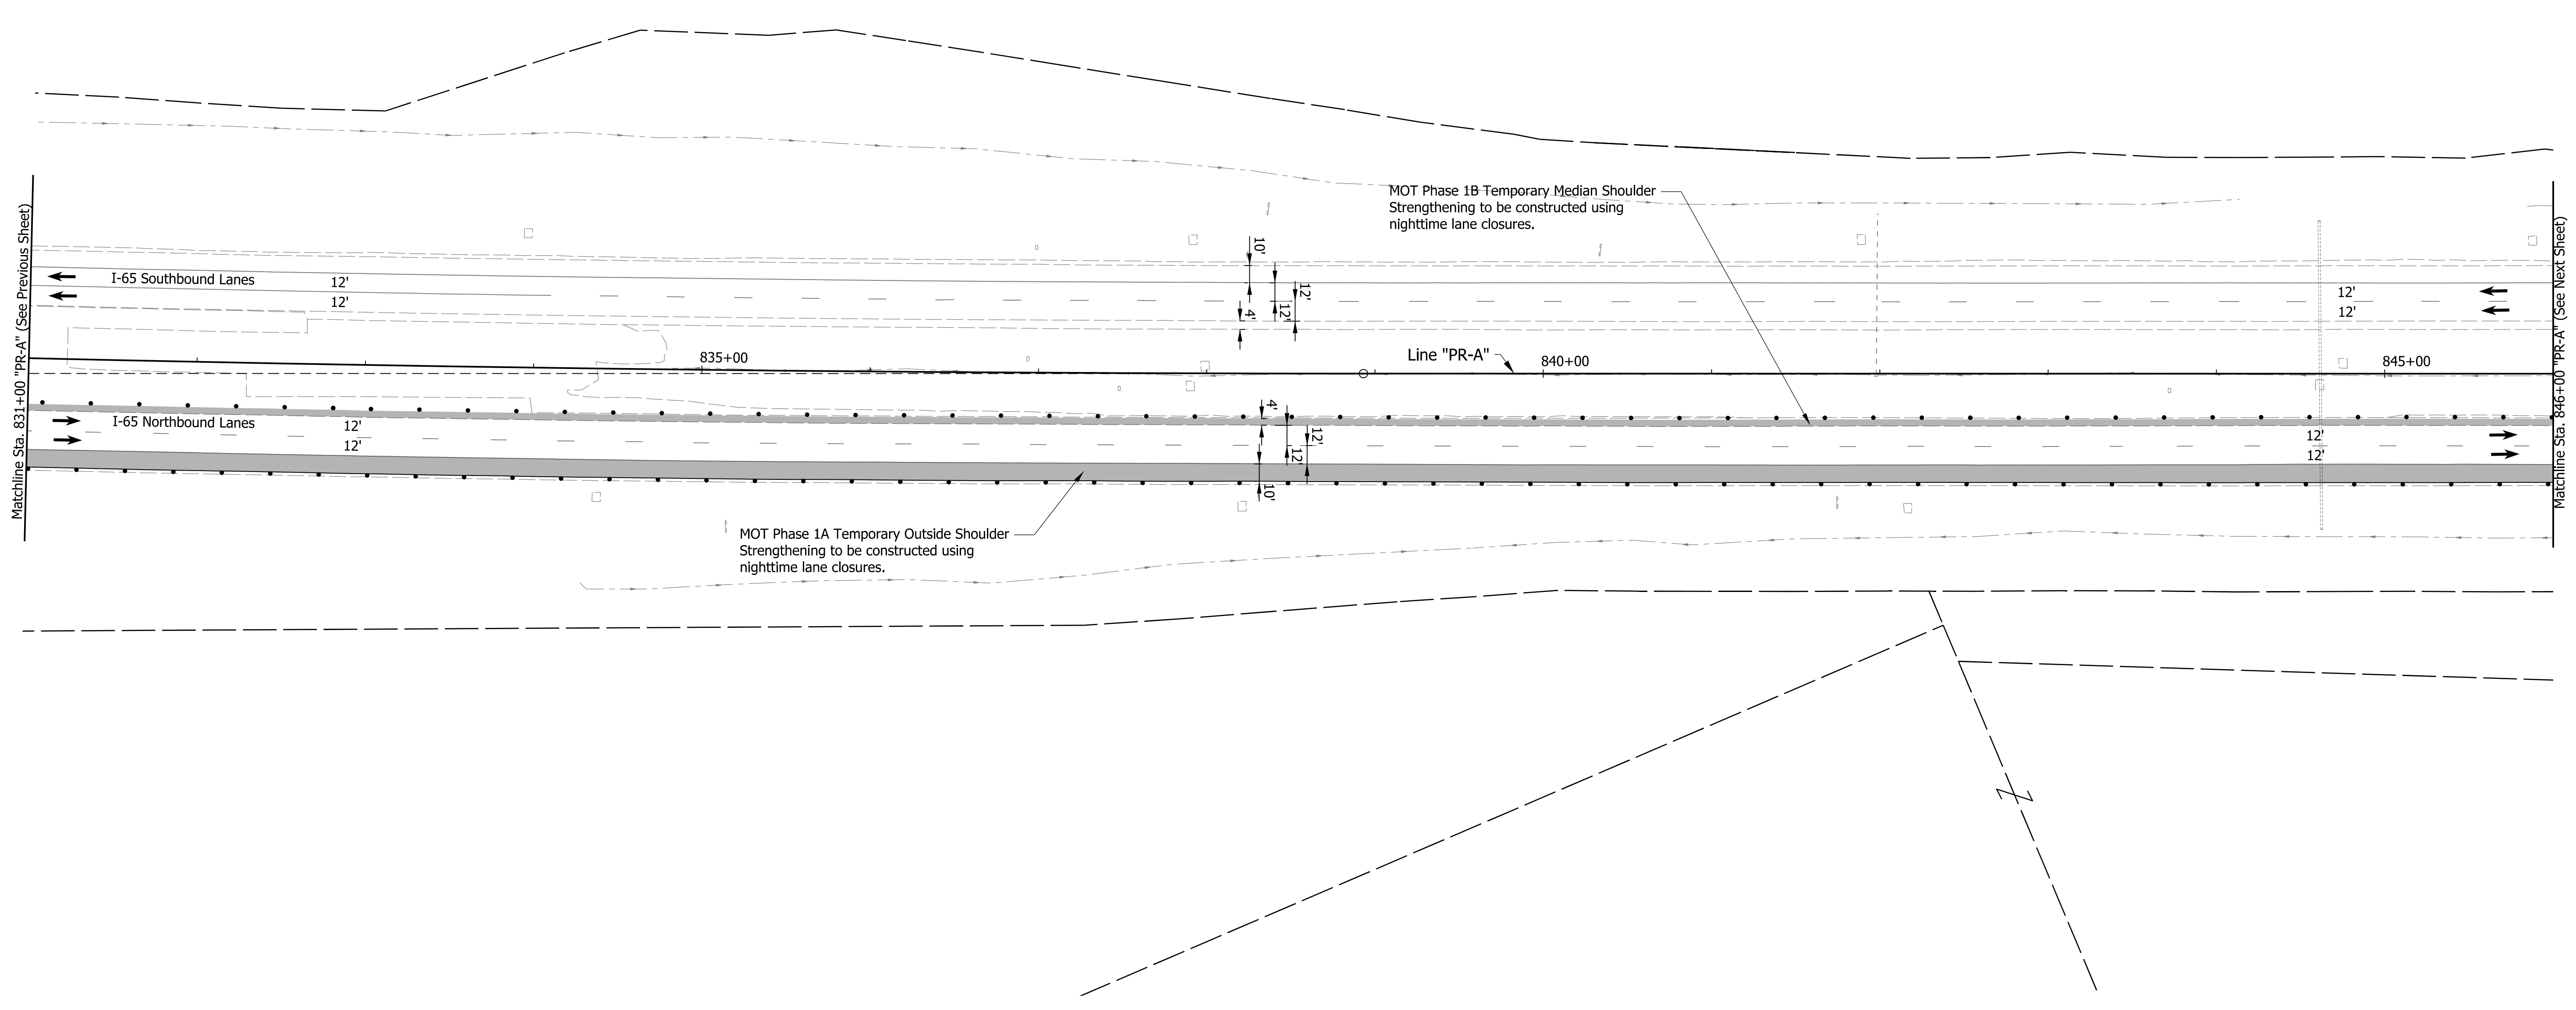 MOT Phase 1B Temporary Median Shoulder
Strengthening to be constructed using
nighttime lane closures.
Matchline Sta. 831+00 "PR-A" (See Previous Sheet)
Matchline Sta. 846+00 "PR-A" (See Next Sheet)
10'
I-65 Southbound Lanes
12'
12'
12'
12'
4'
12'
12'
835+00
Line "PR-A"
840+00
845+00
4'
I-65 Northbound Lanes
12'
12'
12'
12'
12'
12'
10'
MOT Phase 1A Temporary Outside Shoulder
Strengthening to be constructed using
nighttime lane closures.